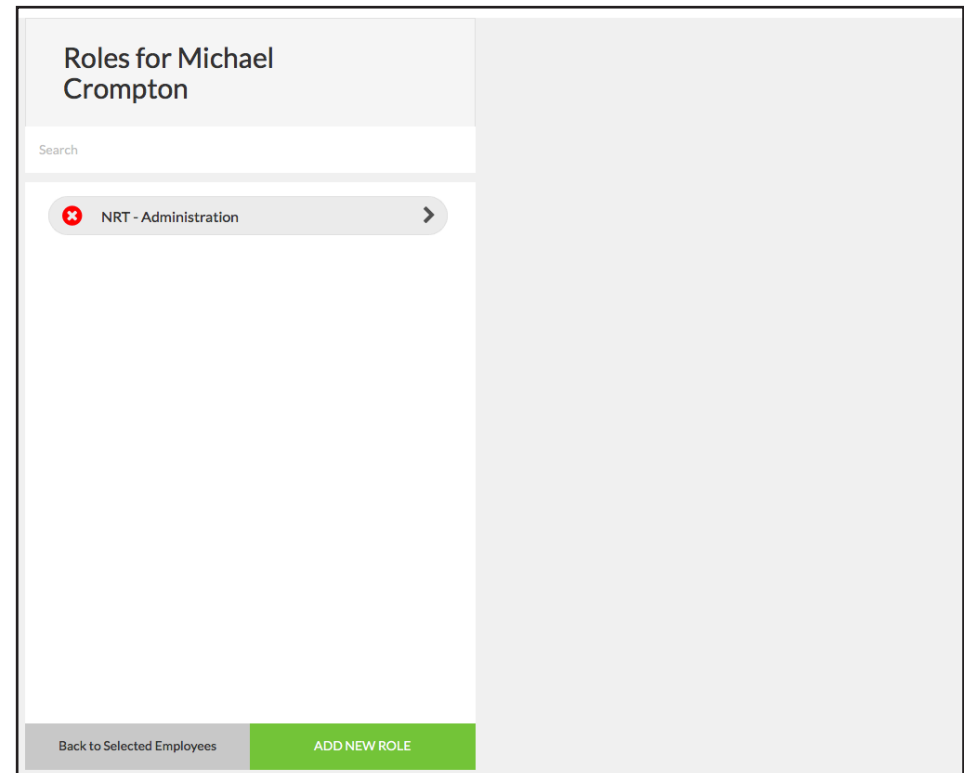 Roles for Michael
Crompton
Search
NRT - Administration
Back to Selected Employees
ADD NEW ROLE